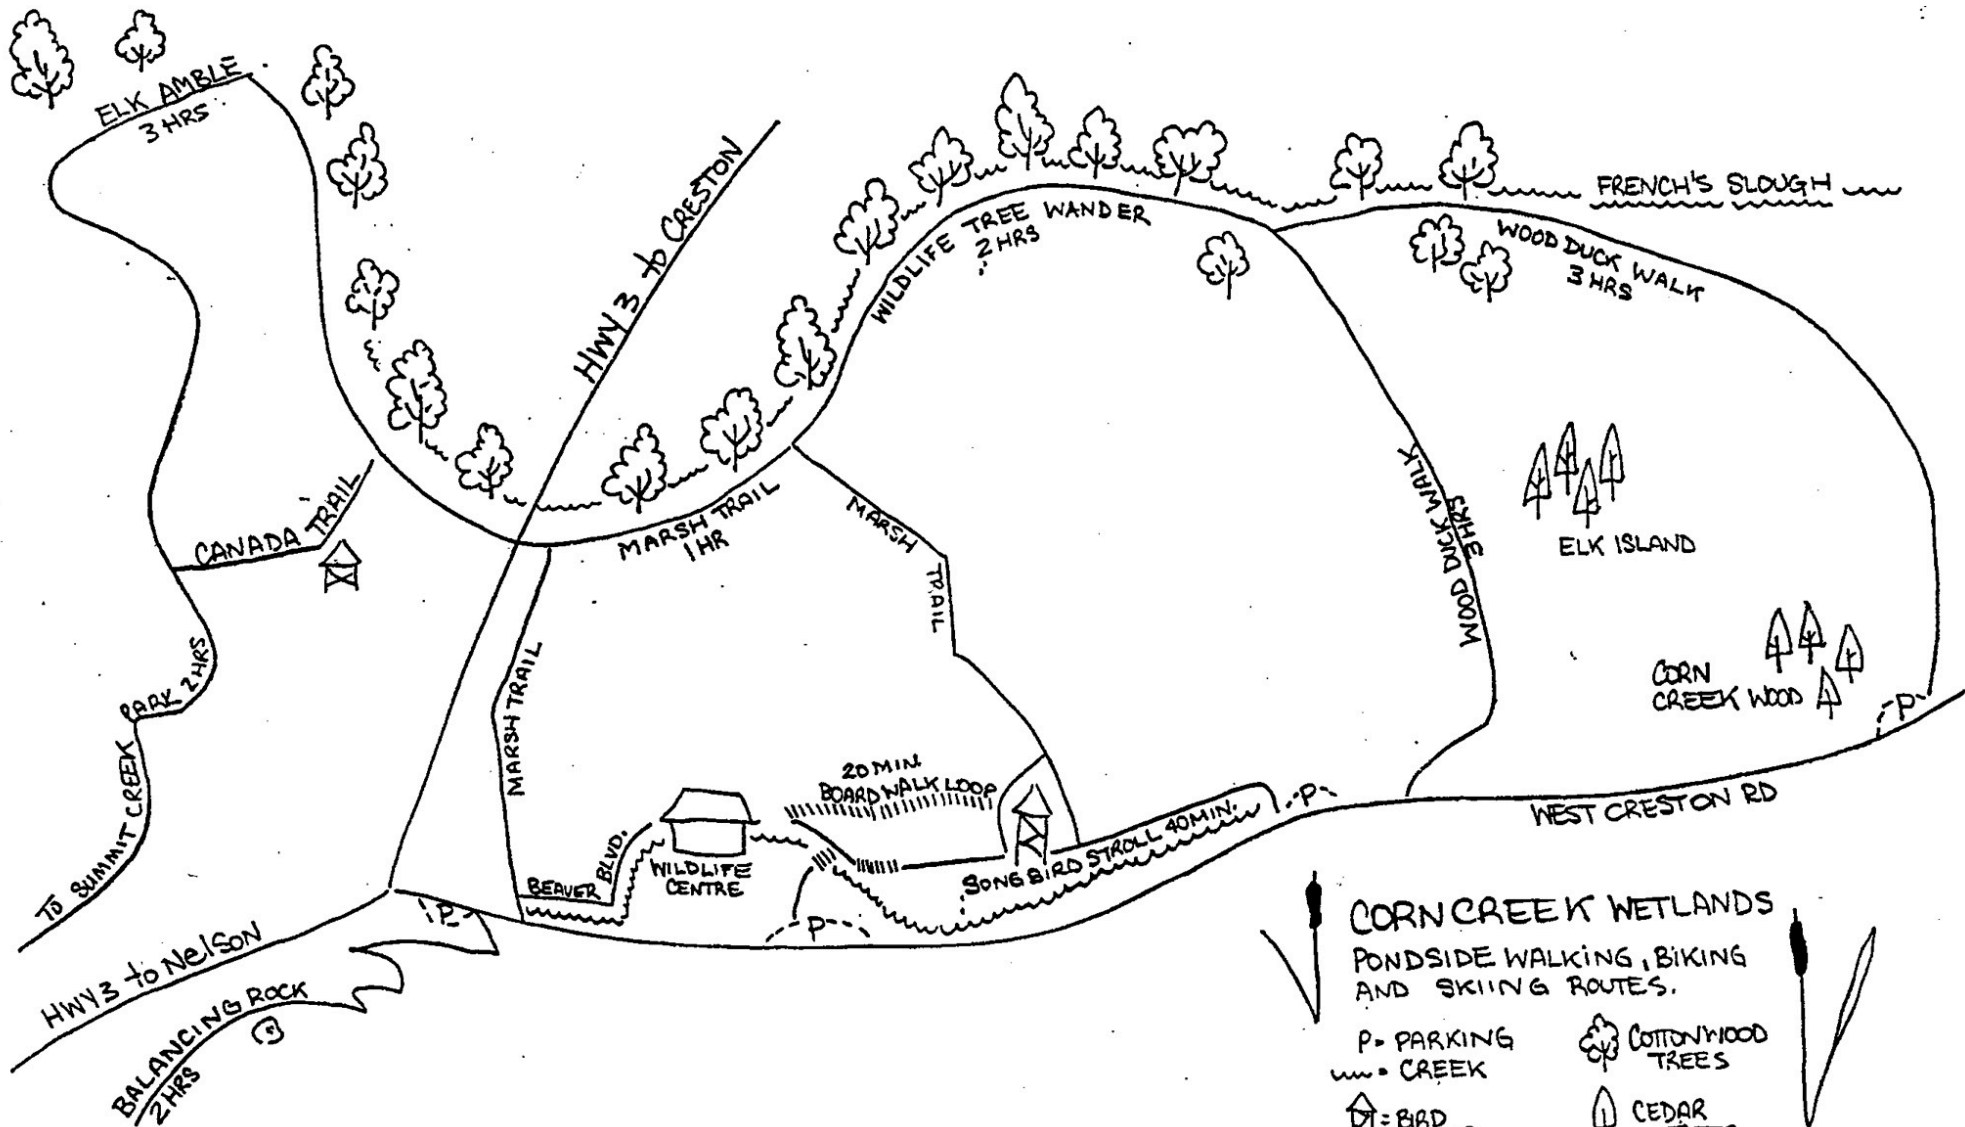 ELK AMBLE
3 HRS
HWY 3 to CRESTON
WILDLIFE TREE WANDER
2 HRS
FRENCH'S SLOUGH
WOOD DUCK WALK
3 HRS
CANADA TRAIL
MARSH TRAIL
1 HR
MARSH
TRAIL
WOOD DUCK WALK
3 HRS
ELK ISLAND
CORN
CREEK WOOD
P
TO SUMMIT CREEK PARK 2 HRS
MARSH TRAIL
20 MIN
BOARDWALK LOOP
WILDLIFE
CENTRE
BEAVER BLVD.
SONGBIRD STROLL 40 MIN.
P
WEST CRESTON RD
P
P
HWY 3 to NELSON
BALANCING ROCK
2 HRS
CORN CREEK WETLANDS
PONDSIDE WALKING, BIKING
AND SKIING ROUTES.
P = PARKING
= CREEK
= BIRD
COTTONWOOD
TREES
CEDAR